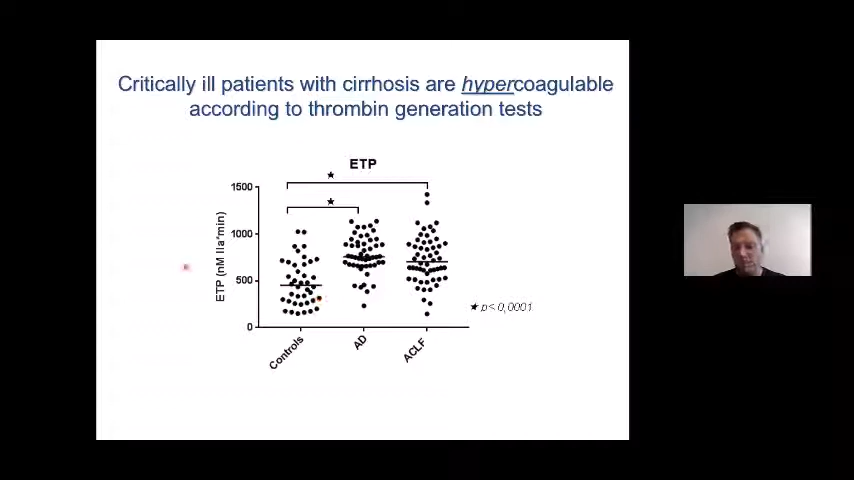 Critically ill patients with cirrhosis are hypercoagulable
according to thrombin generation tests
ETP
ETP (nM IIa*min)
1500
1000
500
0
Controls
AD
ACLF
★ p<0,0001